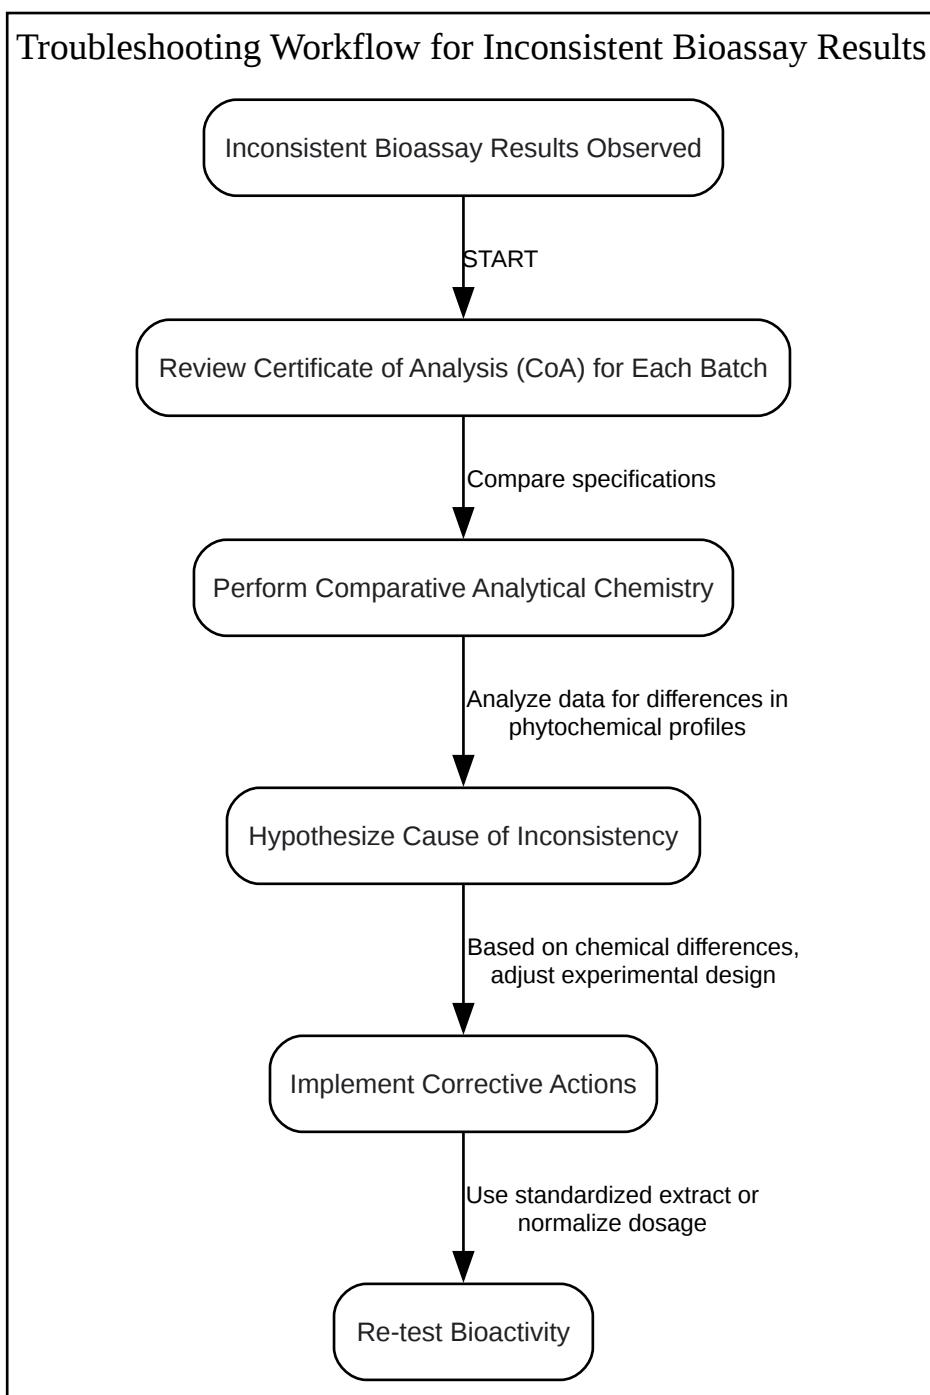 Troubleshooting Workflow for Inconsistent Bioassay Results
Inconsistent Bioassay Results Observed
START
Review Certificate of Analysis (CoA) for Each Batch
Compare specifications
Perform Comparative Analytical Chemistry
Analyze data for differences in
phytochemical profiles
Hypothesize Cause of Inconsistency
Based on chemical differences,
adjust experimental design
Implement Corrective Actions
Use standardized extract or
normalize dosage
Re-test Bioactivity